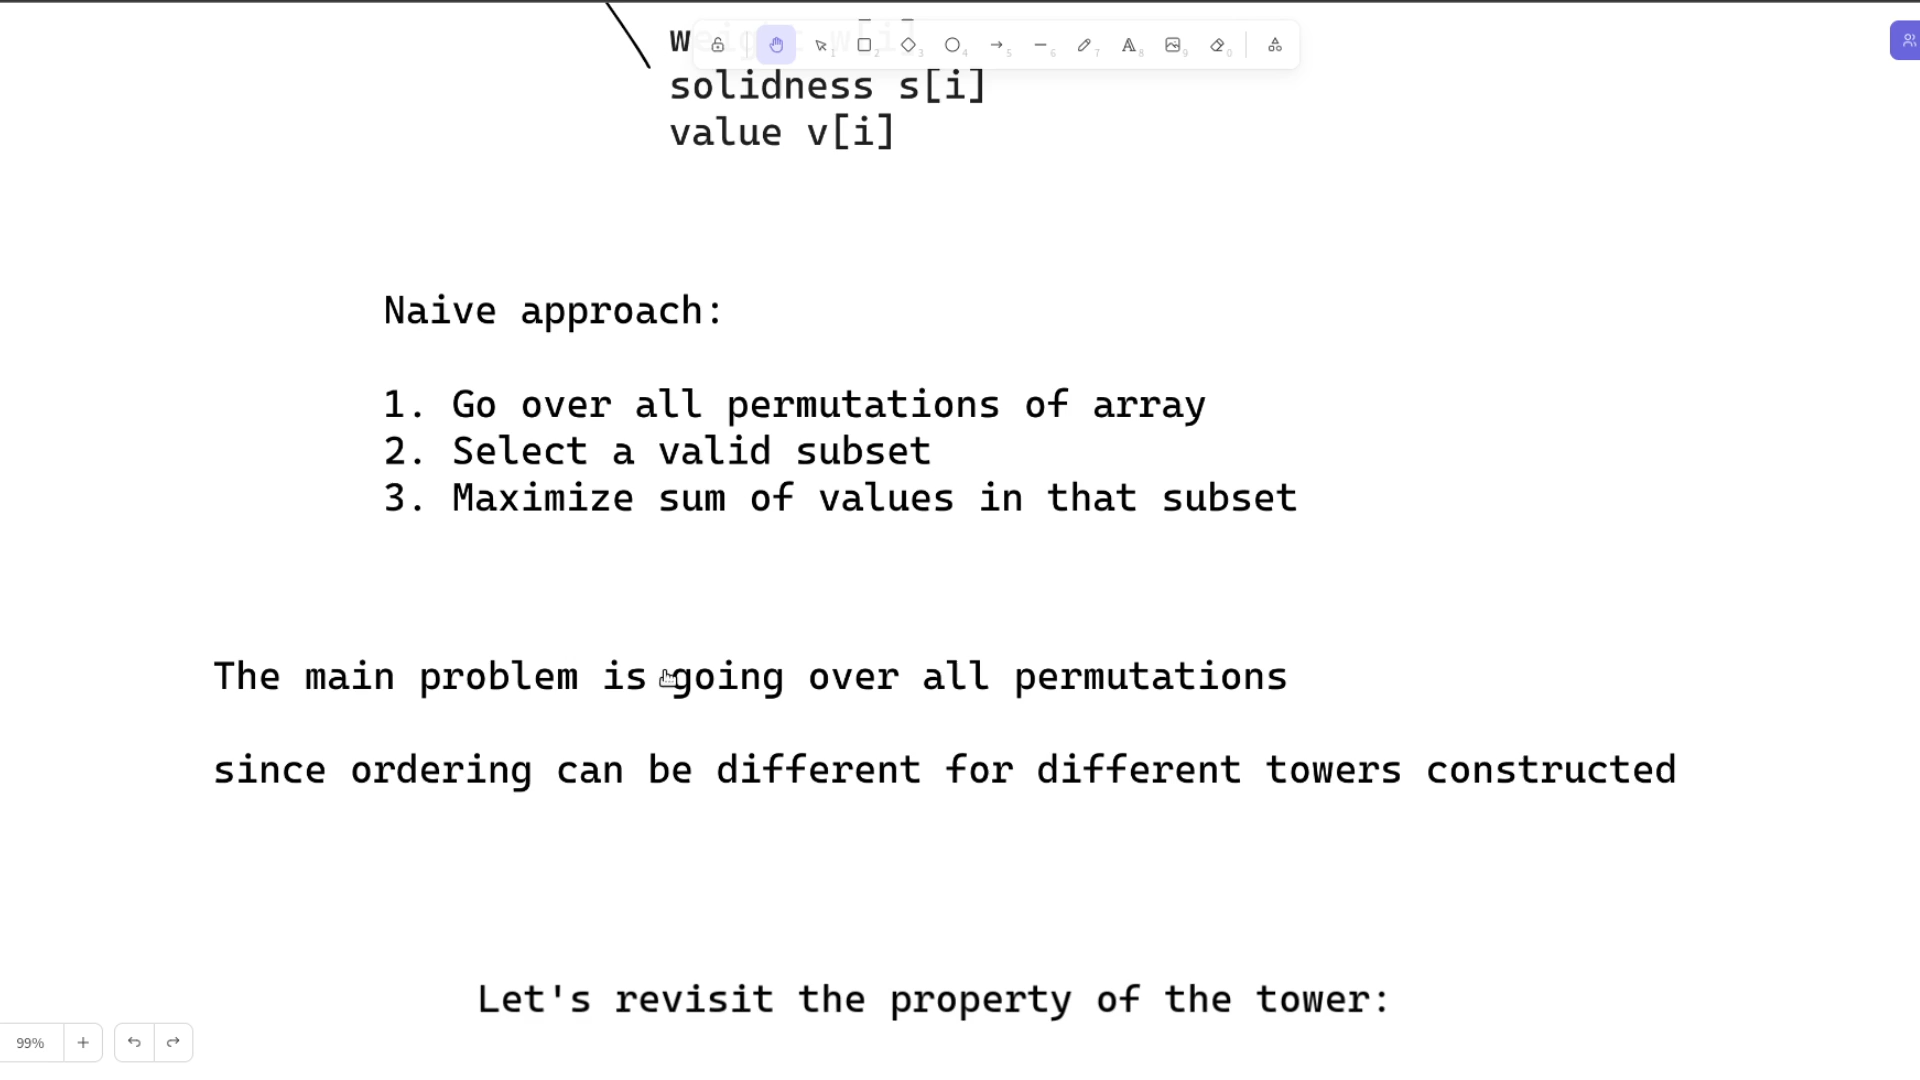 weight w[i]
solidness s[i]
value v[i]
Naive approach:
1. Go over all permutations of array
2. Select a valid subset
3. Maximize sum of values in that subset
The main problem is going over all permutations
since ordering can be different for different towers constructed
Let's revisit the property of the tower:
99%